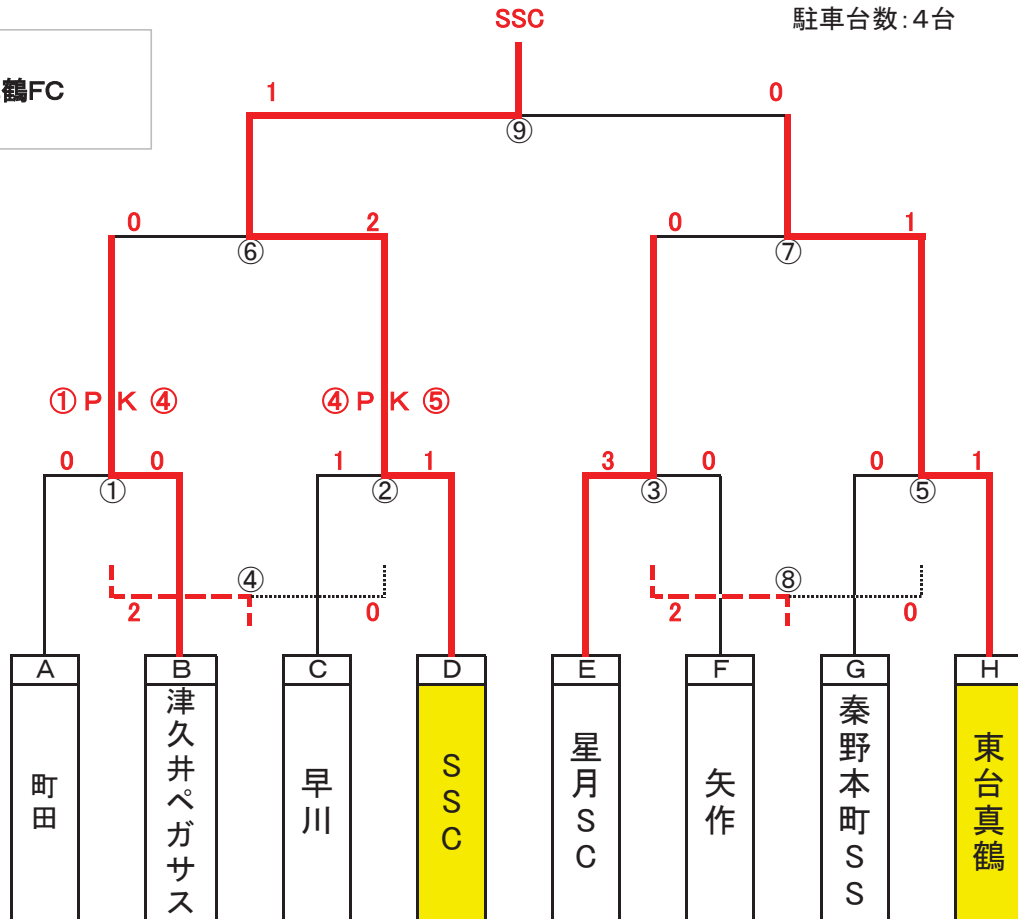 SSC
駐車台数:4台
鶴FC
1 0
⑨
0 2 0 1
⑥ ⑦
①PK④ ④PK⑤
0 0 1 1 3 0 0 1
① ② ③ ⑤
④ ⑧
2 0 2 0
A B C D E F G H
町田
津久井ペガサス
早川
SSC
星月SC
矢作
秦野本町SS
東台真鶴